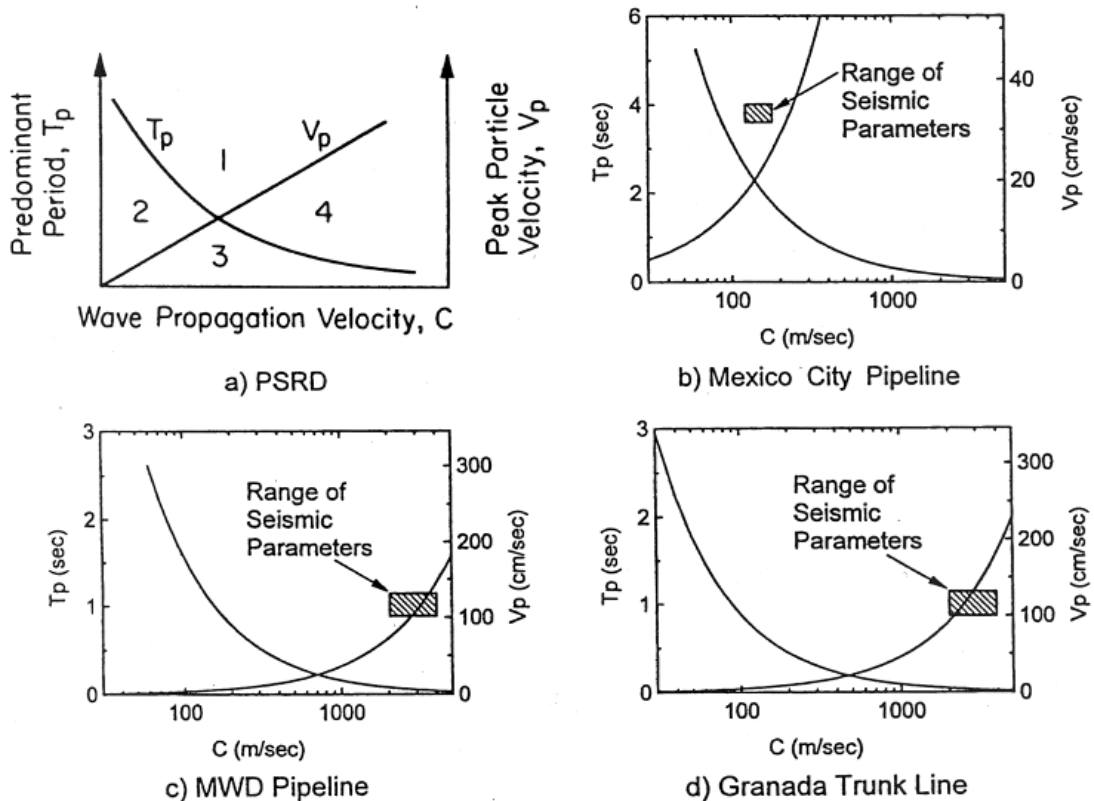 Predominant
Period, Tp
Tp
Vp
1
2
3
4
Peak Particle
Velocity, Vp
Wave Propagation Velocity, C
a) PSRD
6
4
2
0
Tp (sec)
Range of
Seismic
Parameters
40
20
0
Vp (cm/sec)
100
1000
C (m/sec)
b) Mexico City Pipeline
3
2
1
0
Tp (sec)
Range of
Seismic
Parameters
300
200
100
0
Vp (cm/sec)
100
1000
C (m/sec)
c) MWD Pipeline
3
2
1
0
Tp (sec)
Range of
Seismic
Parameters
300
200
100
0
Vp (cm/sec)
100
1000
C (m/sec)
d) Granada Trunk Line